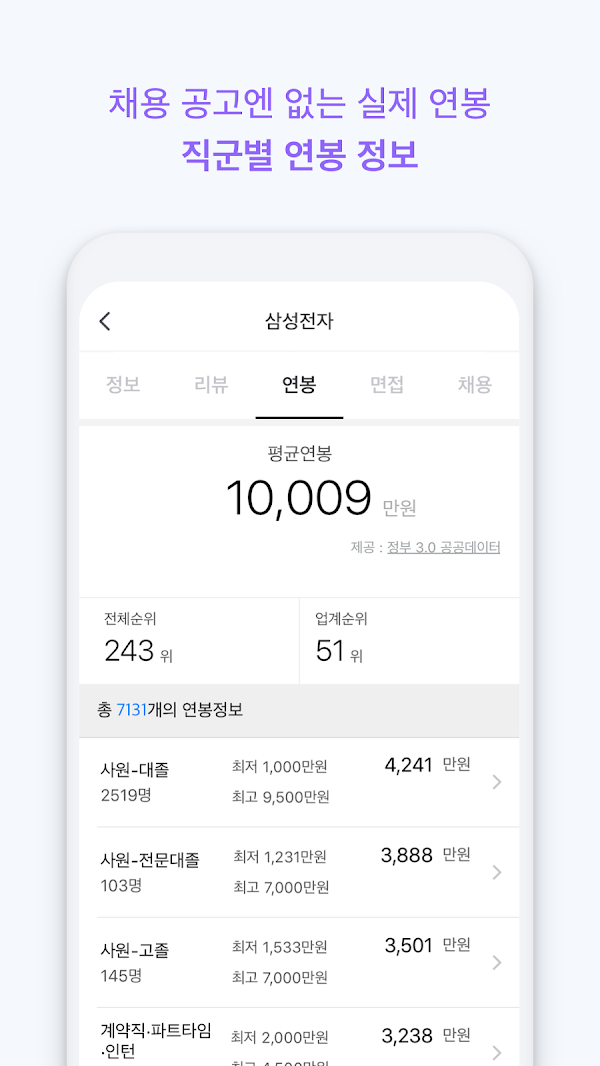 채용 공고엔 없는 실제 연봉
직군별 연봉 정보
삼성전자
정보 리뷰 연봉 면접 채용
평균연봉
10,009 만원
제공 : 정부 3.0 공공데이터
전체순위 업계순위
243 위 51 위
총 7131개의 연봉정보
사원-대졸 최저 1,000만원 4,241 만원
2519명 최고 9,500만원
사원-전문대졸 최저 1,231만원 3,888 만원
103명 최고 7,000만원
사원-고졸 최저 1,533만원 3,501 만원
145명 최고 7,000만원
계약직·파트타임 최저 2,000만원 3,238 만원
·인턴